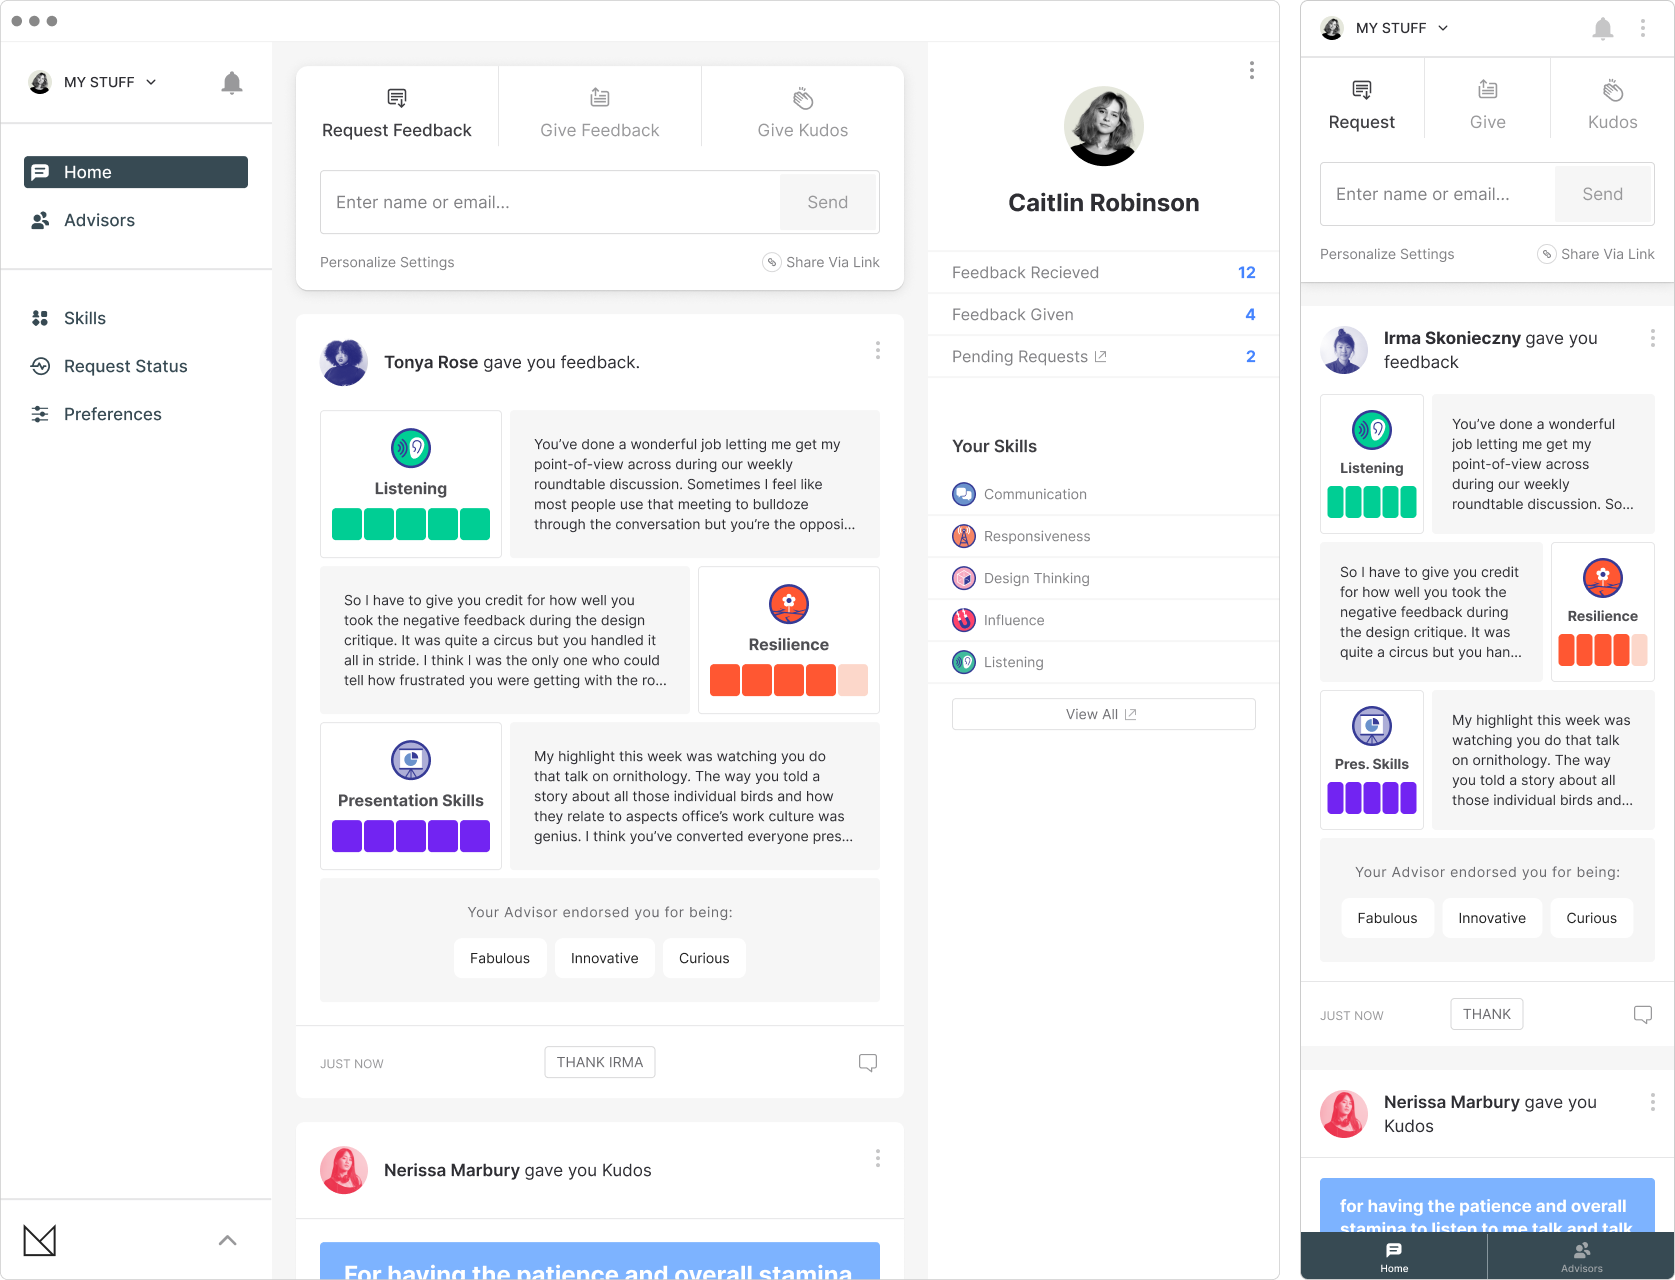 MY STUFF
Home
Advisors
Skills
Request Status
Preferences
Request Feedback
Give Feedback
Give Kudos
Enter name or email...
Send
Personalize Settings
Share Via Link
Tonya Rose gave you feedback.
Listening
You’ve done a wonderful job letting me get my
point-of-view across during our weekly
roundtable discussion. Sometimes I feel like
most people use that meeting to bulldoze
through the conversation but you’re the opposi...
So I have to give you credit for how well you
took the negative feedback during the design
critique. It was quite a circus but you handled it
all in stride. I think I was the only one who could
tell how frustrated you were getting with the ro...
Resilience
Presentation Skills
My highlight this week was watching you do
that talk on ornithology. The way you told a
story about all those individual birds and how
they relate to aspects office’s work culture was
genius. I think you’ve converted everyone pres...
Your Advisor endorsed you for being:
Fabulous
Innovative
Curious
JUST NOW
THANK IRMA
Nerissa Marbury gave you Kudos
For having the patience and overall stamina
Caitlin Robinson
Feedback Recieved 12
Feedback Given 4
Pending Requests 2
Your Skills
Communication
Responsiveness
Design Thinking
Influence
Listening
View All
MY STUFF
Request
Give
Kudos
Enter name or email...
Send
Personalize Settings
Share Via Link
Irma Skonieczny gave you
feedback
Listening
You’ve done a wonderful
job letting me get my
point-of-view across
during our weekly
roundtable discussion. So...
So I have to give you credit
for how well you took the
negative feedback during
the design critique. It was
quite a circus but you han...
Resilience
Pres. Skills
My highlight this week was
watching you do that talk
on ornithology. The way
you told a story about all
those individual birds and...
Your Advisor endorsed you for being:
Fabulous
Innovative
Curious
JUST NOW
THANK
Nerissa Marbury gave you
Kudos
for having the patience and overall
stamina to listen to me talk and talk
Home
Advisors